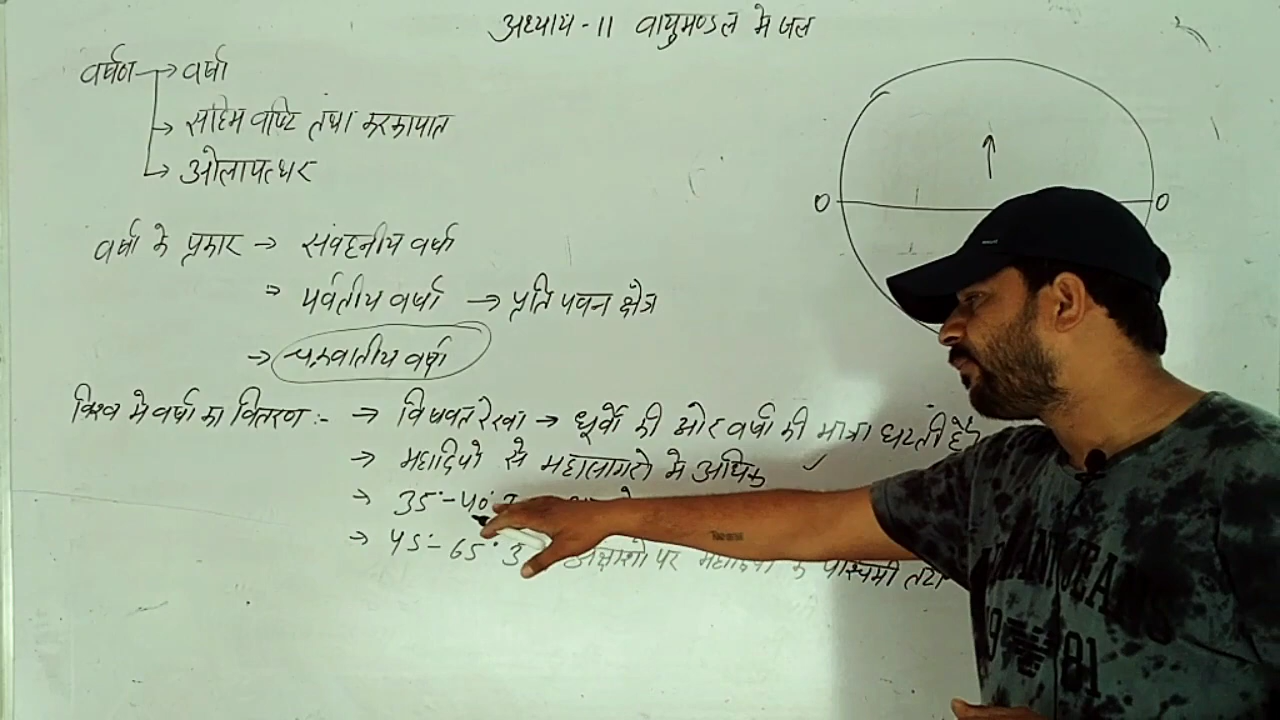 अध्याय - 11 वायुमण्डल मे जल
वर्षण → वर्षा
→ सहिम वृष्टि तथा करकापात
→ ओलापत्थर
वर्षा के प्रकार → संवहनीय वर्षा
→ पर्वतीय वर्षा → प्रति पवन क्षेत्र
→ चक्रवातीय वर्षा
विश्व मे वर्षा का वितरण :- → विषवत रेखा → ध्रूवों की ओर वर्षा की मात्रा घटती है
→ महाद्विपो से महासागरो मे अधिक
→ 35°-40° उ
→ 45°-65° उ अक्षाशो पर महाद्विपो के पश्चिमी तटो
0 0